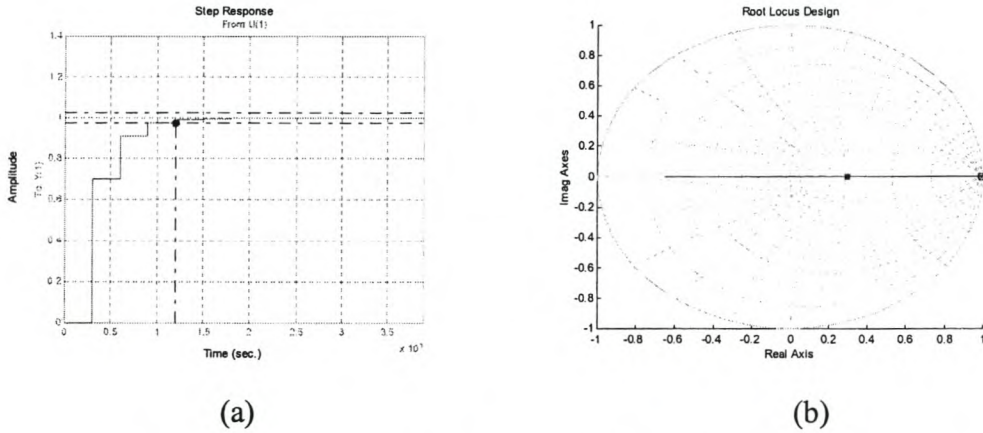 Step Response
From U(1)
Amplitude
To Y(1)
1.4
1.2
1
0.8
0.6
0.4
0.2
0
0 0.5 1 1.5 2 2.5 3 3.5
Time (sec.)
(a)
Root Locus Design
Imag Axes
1
0.8
0.6
0.4
0.2
0
-0.2
-0.4
-0.6
-0.8
-1
-1 -0.8 -0.6 -0.4 -0.2 0 0.2 0.4 0.6 0.8 1
Real Axis
(b)